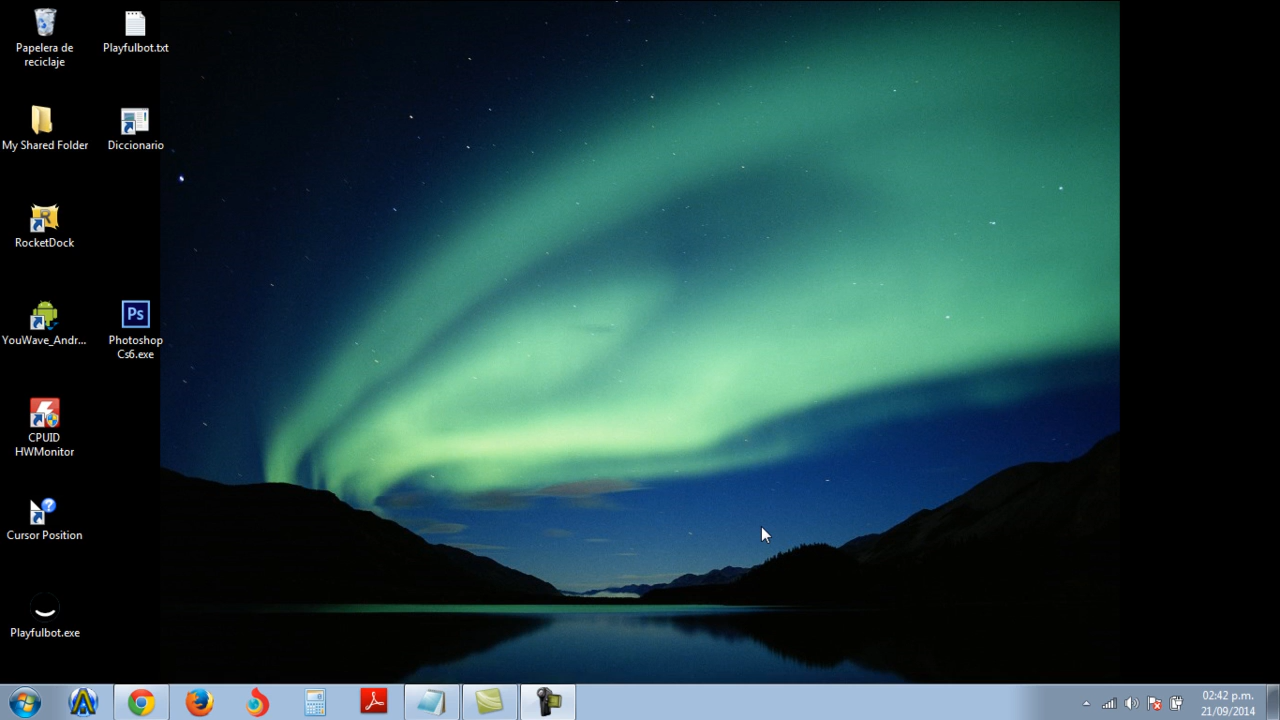 Papelera de
reciclaje
Playfulbot.txt
My Shared Folder
Diccionario
RocketDock
YouWave_Andr...
Ps
Photoshop
Cs6.exe
CPUID
HWMonitor
Cursor Position
Playfulbot.exe
02:42 p.m.
21/09/2014